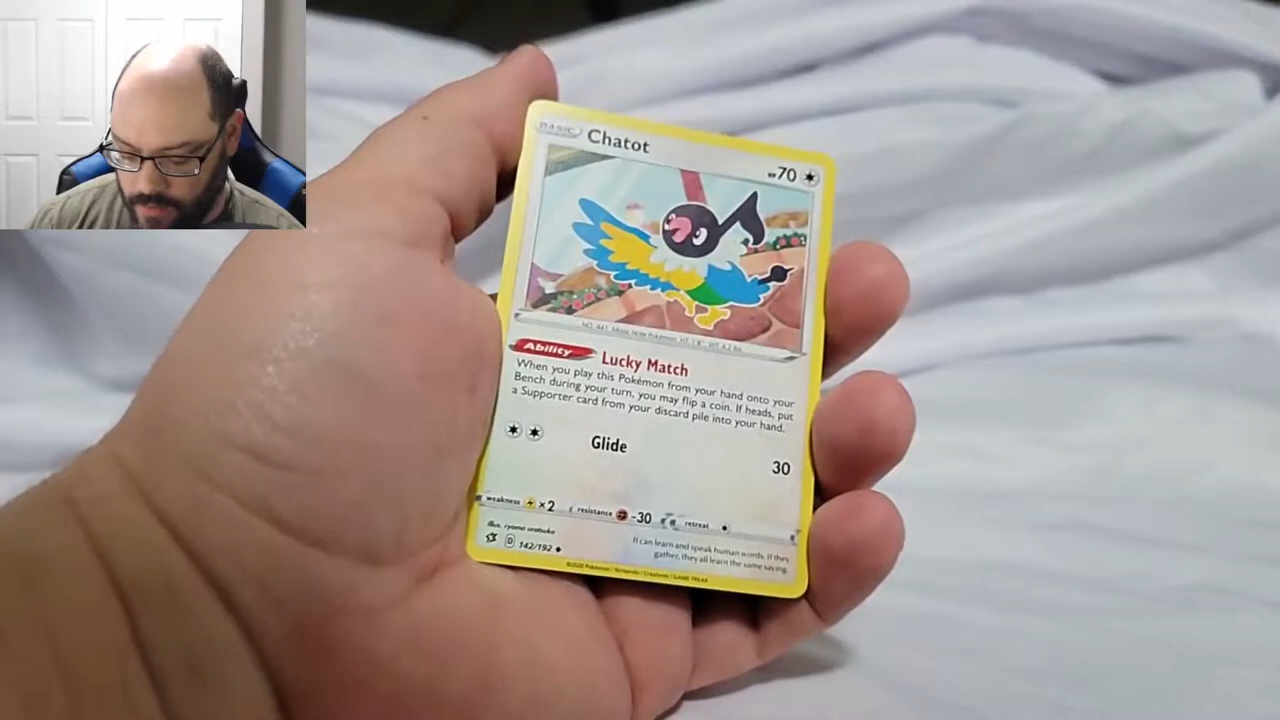 BASIC Chatot HP70
NO. 441 Music Note Pokémon HT: 1'8" WT: 4.2 lbs.
Ability Lucky Match
When you play this Pokémon from your hand onto your
Bench during your turn, you may flip a coin. If heads, put
a Supporter card from your discard pile into your hand.
Glide 30
weakness ×2 resistance -30 retreat
Illus. ryoma uratsuka
D 142/192
It can learn and speak human words. If they
gather, they all learn the same saying.
©2020 Pokémon / Nintendo / Creatures / GAME FREAK